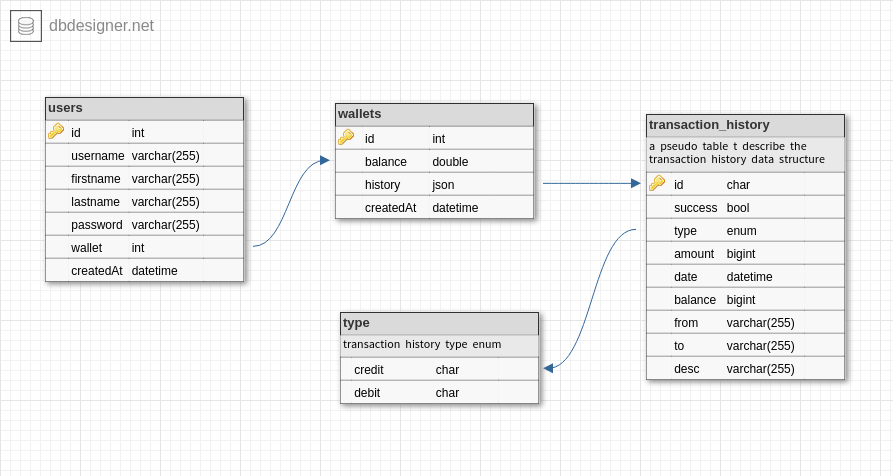 dbdesigner.net
users
id int
username varchar(255)
firstname varchar(255)
lastname varchar(255)
password varchar(255)
wallet int
createdAt datetime
wallets
id int
balance double
history json
createdAt datetime
type
transaction history type enum
credit char
debit char
transaction_history
a pseudo table t describe the
transaction history data structure
id char
success bool
type enum
amount bigint
date datetime
balance bigint
from varchar(255)
to varchar(255)
desc varchar(255)